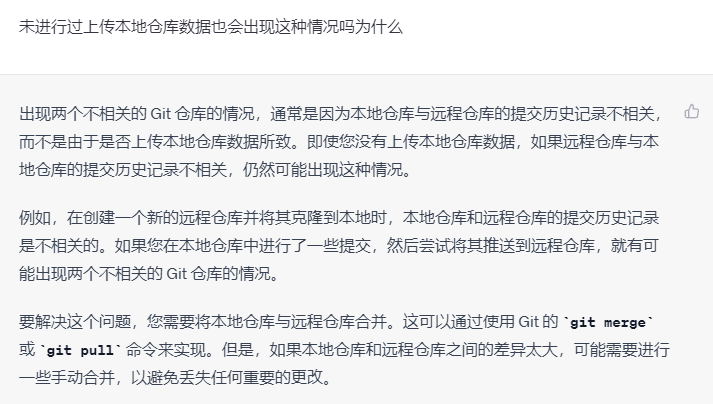 未进行过上传本地仓库数据也会出现这种情况吗为什么
出现两个不相关的 Git 仓库的情况，通常是因为本地仓库与远程仓库的提交历史记录不相关，
而不是由于是否上传本地仓库数据所致。即使您没有上传本地仓库数据，如果远程仓库与本
地仓库的提交历史记录不相关，仍然可能出现这种情况。
例如，在创建一个新的远程仓库并将其克隆到本地时，本地仓库和远程仓库的提交历史记录
是不相关的。如果您在本地仓库中进行了一些提交，然后尝试将其推送到远程仓库，就有可
能出现两个不相关的 Git 仓库的情况。
要解决这个问题，您需要将本地仓库与远程仓库合并。这可以通过使用 Git 的 `git merge`
或 `git pull` 命令来实现。但是，如果本地仓库和远程仓库之间的差异太大，可能需要进行
一些手动合并，以避免丢失任何重要的更改。